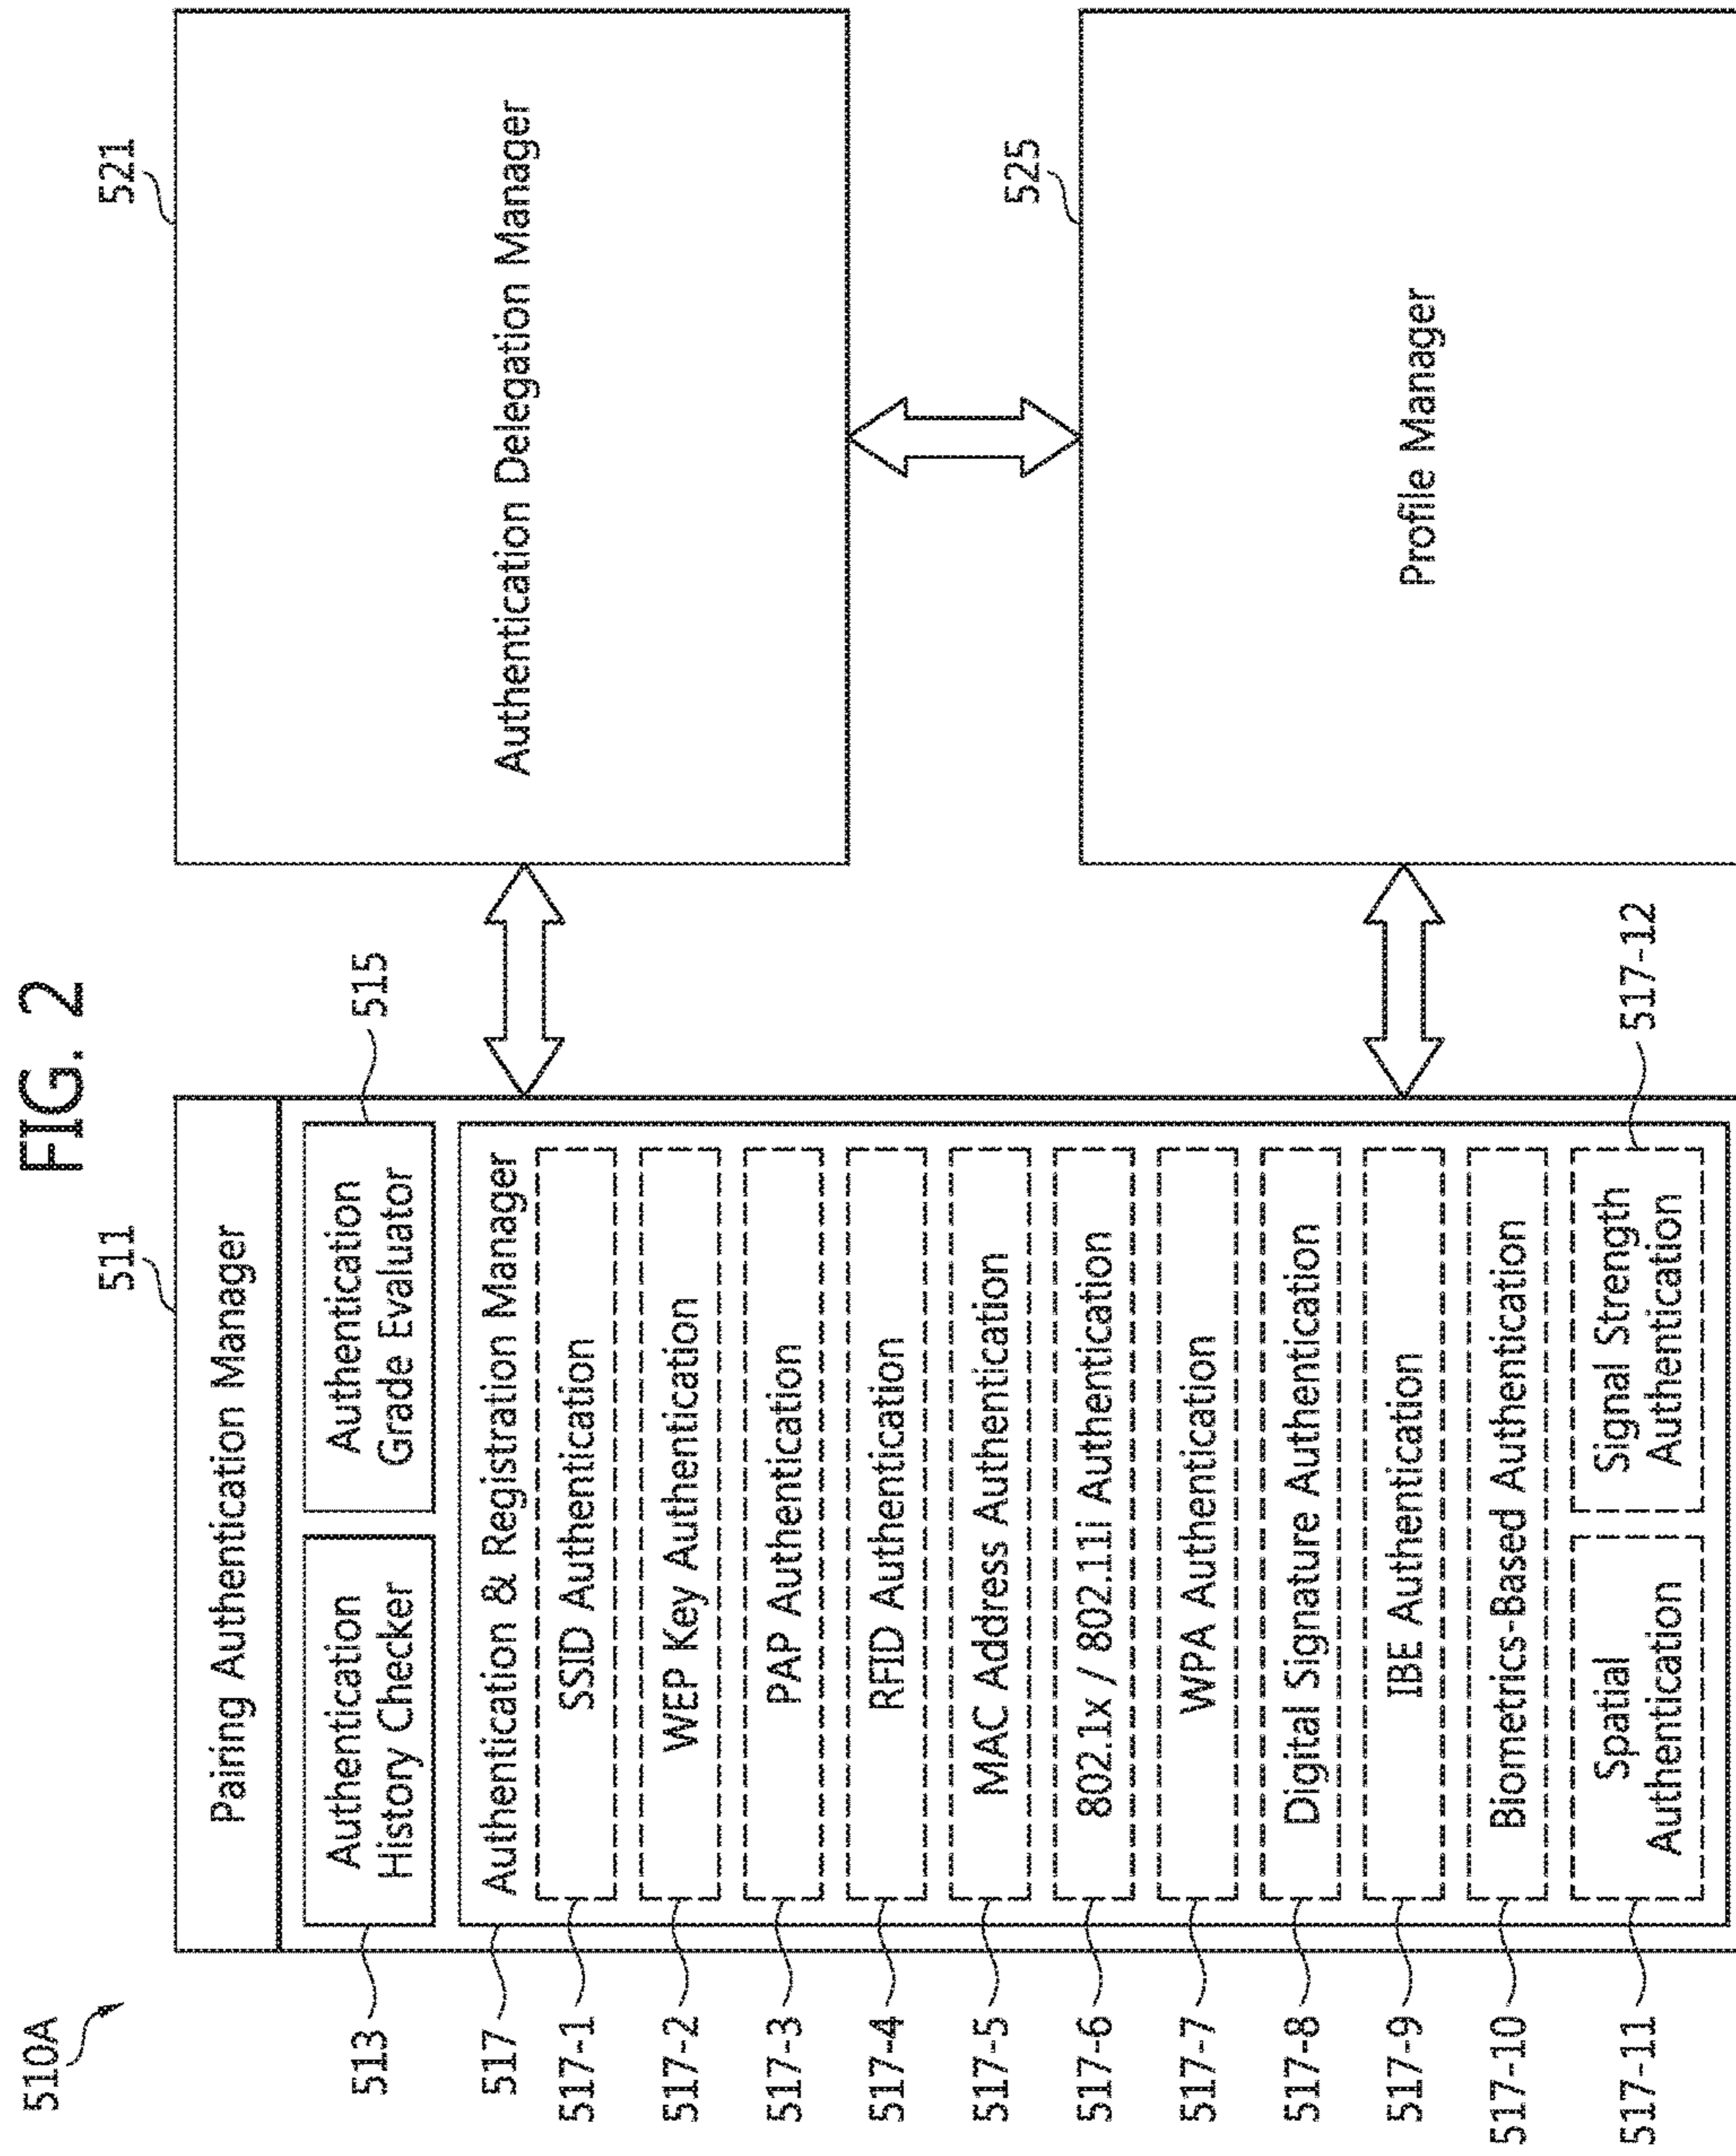 FIG. 2
510A
511
Pairing Authentication Manager
513
Authentication
History Checker
515
Authentication
Grade Evaluator
517
Authentication & Registration Manager
517-1
SSID Authentication
517-2
WEP Key Authentication
517-3
PAP Authentication
517-4
RFID Authentication
517-5
MAC Address Authentication
517-6
802.1x / 802.11i Authentication
517-7
WPA Authentication
517-8
Digital Signature Authentication
517-9
IBE Authentication
517-10
Biometrics-Based Authentication
517-11
Spatial
Authentication
517-12
Signal Strength
Authentication
521
Authentication Delegation Manager
525
Profile Manager